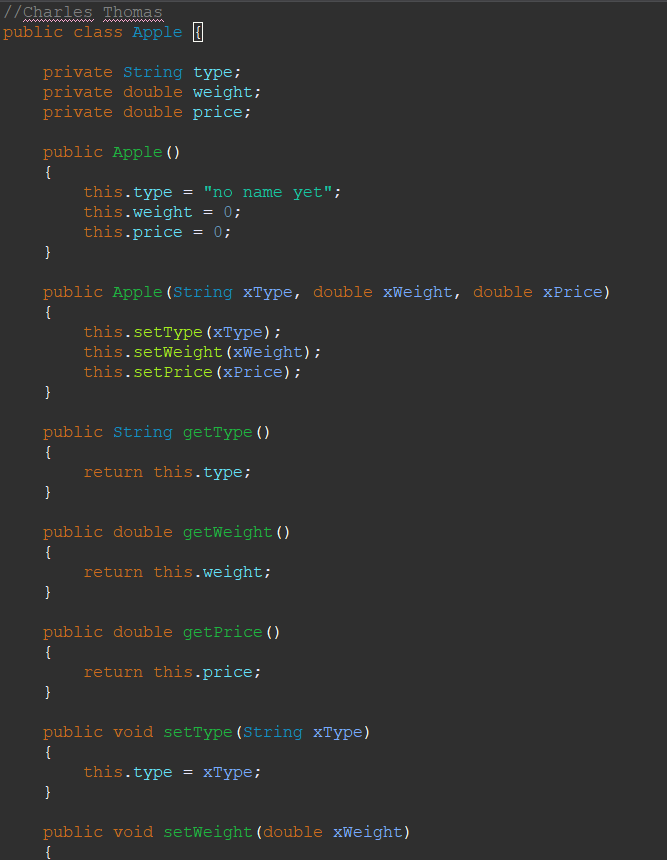 //Charles Thomas
public class Apple {
private String type;
private double weight;
private double price;
public Apple()
{
this.type = "no name yet";
this.weight = 0;
this.price = 0;
}
public Apple(String xType, double xWeight, double xPrice)
{
this.setType(xType);
this.setWeight(xWeight);
this.setPrice(xPrice);
}
public String getType()
{
return this.type;
}
public double getWeight()
{
return this.weight;
}
public double getPrice()
{
return this.price;
}
public void setType(String xType)
{
this.type = xType;
}
public void setWeight(double xWeight)
{